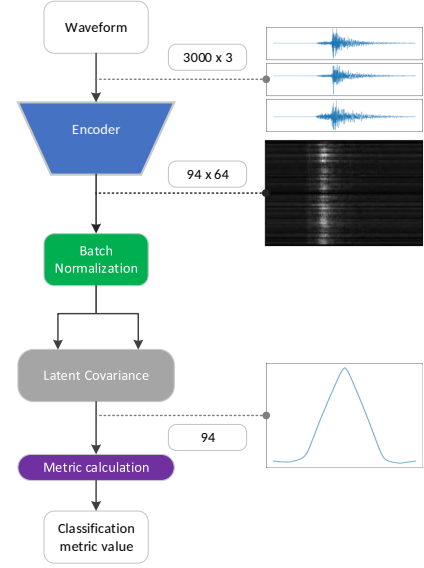 Waveform
3000 x 3
Encoder
94 x 64
Batch
Normalization
Latent Covariance
94
Metric calculation
Classification
metric value